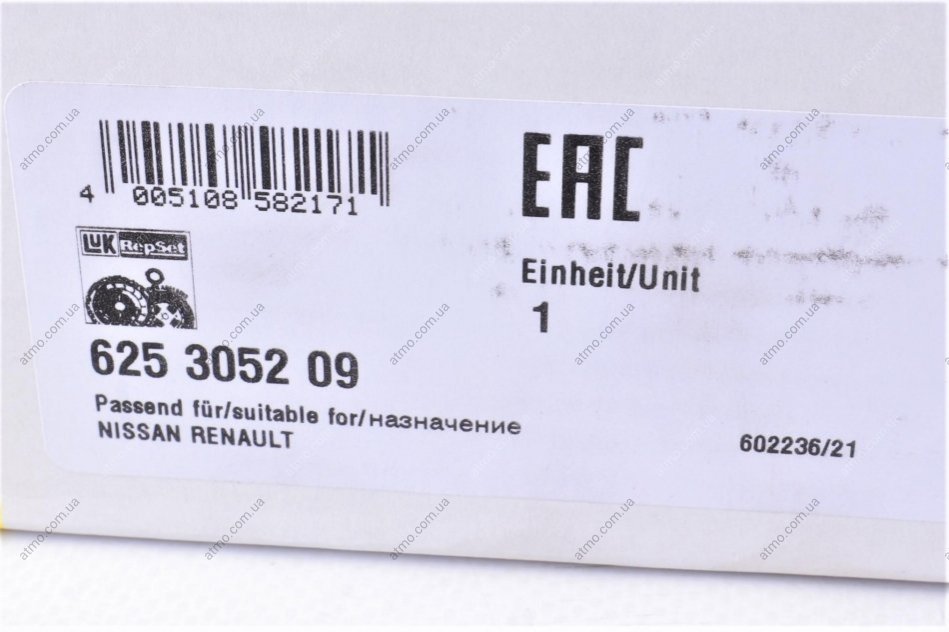 4 005108 582171
EAC
LuK RepSet
Einheit/Unit
1
625 3052 09
Passend für/suitable for/назначение
NISSAN RENAULT
602236/21
atmo.com.ua